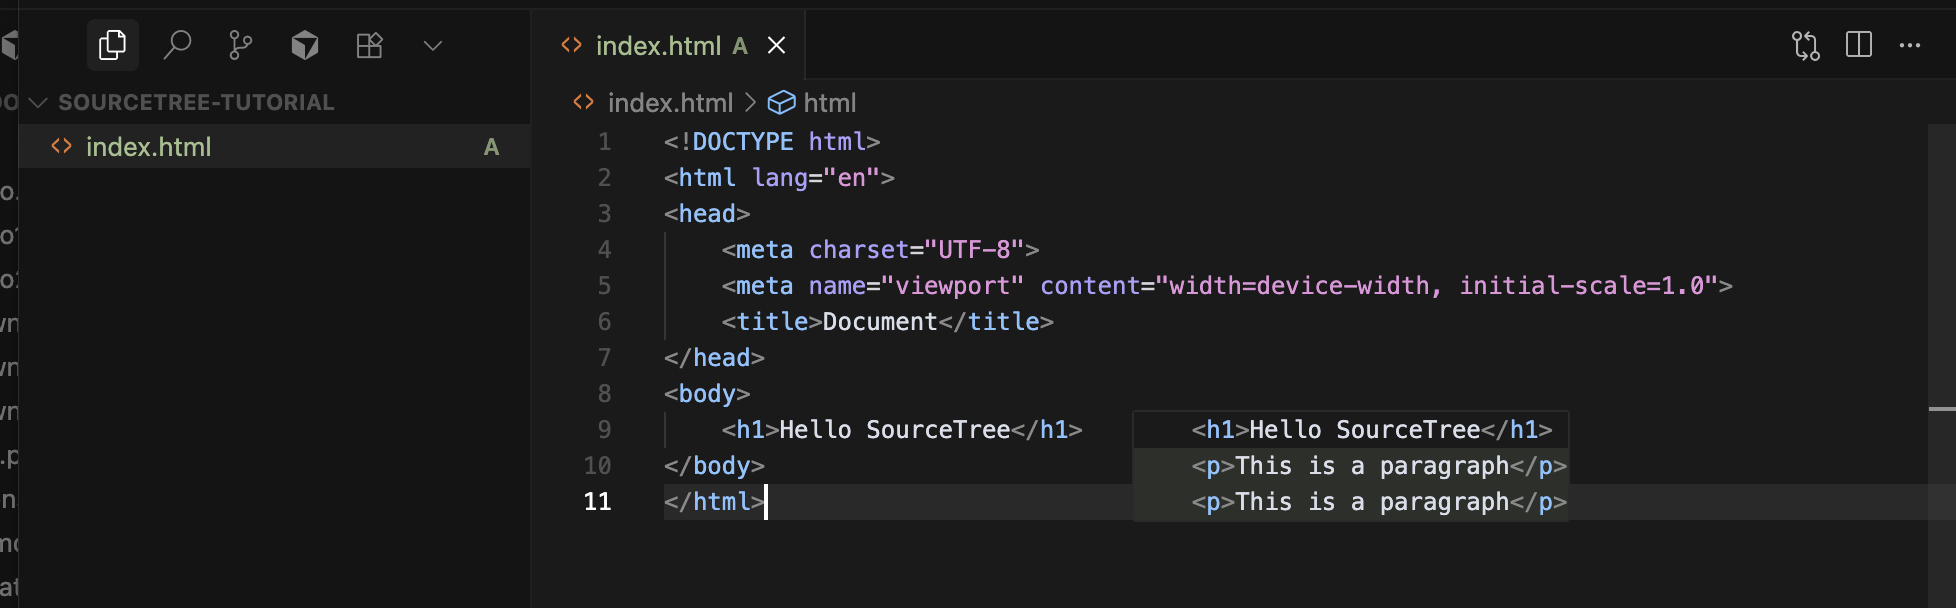 index.html A
SOURCETREE-TUTORIAL
index.html A
index.html > html
1 <!DOCTYPE html>
2 <html lang="en">
3 <head>
4 <meta charset="UTF-8">
5 <meta name="viewport" content="width=device-width, initial-scale=1.0">
6 <title>Document</title>
7 </head>
8 <body>
9 <h1>Hello SourceTree</h1> <h1>Hello SourceTree</h1>
10 </body> <p>This is a paragraph</p>
11 </html> <p>This is a paragraph</p>